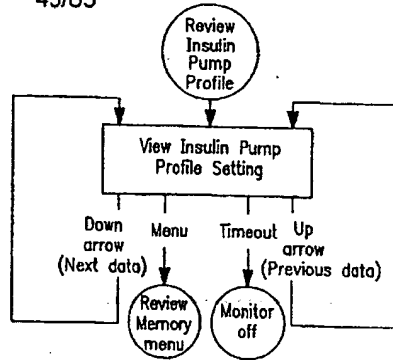 45/85
Review
Insulin
Pump
Profile
View Insulin Pump
Profile Setting
Down
arrow
(Next data)
Menu
Timeout
Up
arrow
(Previous data)
Review
Memory
menu
Monitor
off